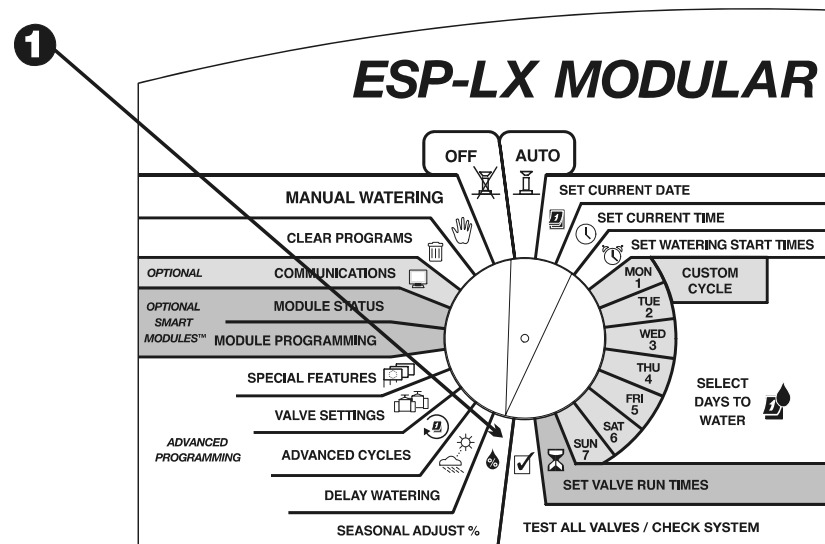 1
ESP-LX MODULAR
OFF
AUTO
MANUAL WATERING
SET CURRENT DATE
CLEAR PROGRAMS
SET CURRENT TIME
SET WATERING START TIMES
OPTIONAL
COMMUNICATIONS
MON
1
CUSTOM
CYCLE
OPTIONAL
SMART
MODULES™
MODULE STATUS
MODULE PROGRAMMING
TUE
2
WED
3
THU
4
FRI
5
SAT
6
SUN
7
SELECT
DAYS TO
WATER
1
SPECIAL FEATURES
VALVE SETTINGS
ADVANCED
PROGRAMMING
ADVANCED CYCLES
DELAY WATERING
SEASONAL ADJUST %
%
SET VALVE RUN TIMES
TEST ALL VALVES / CHECK SYSTEM